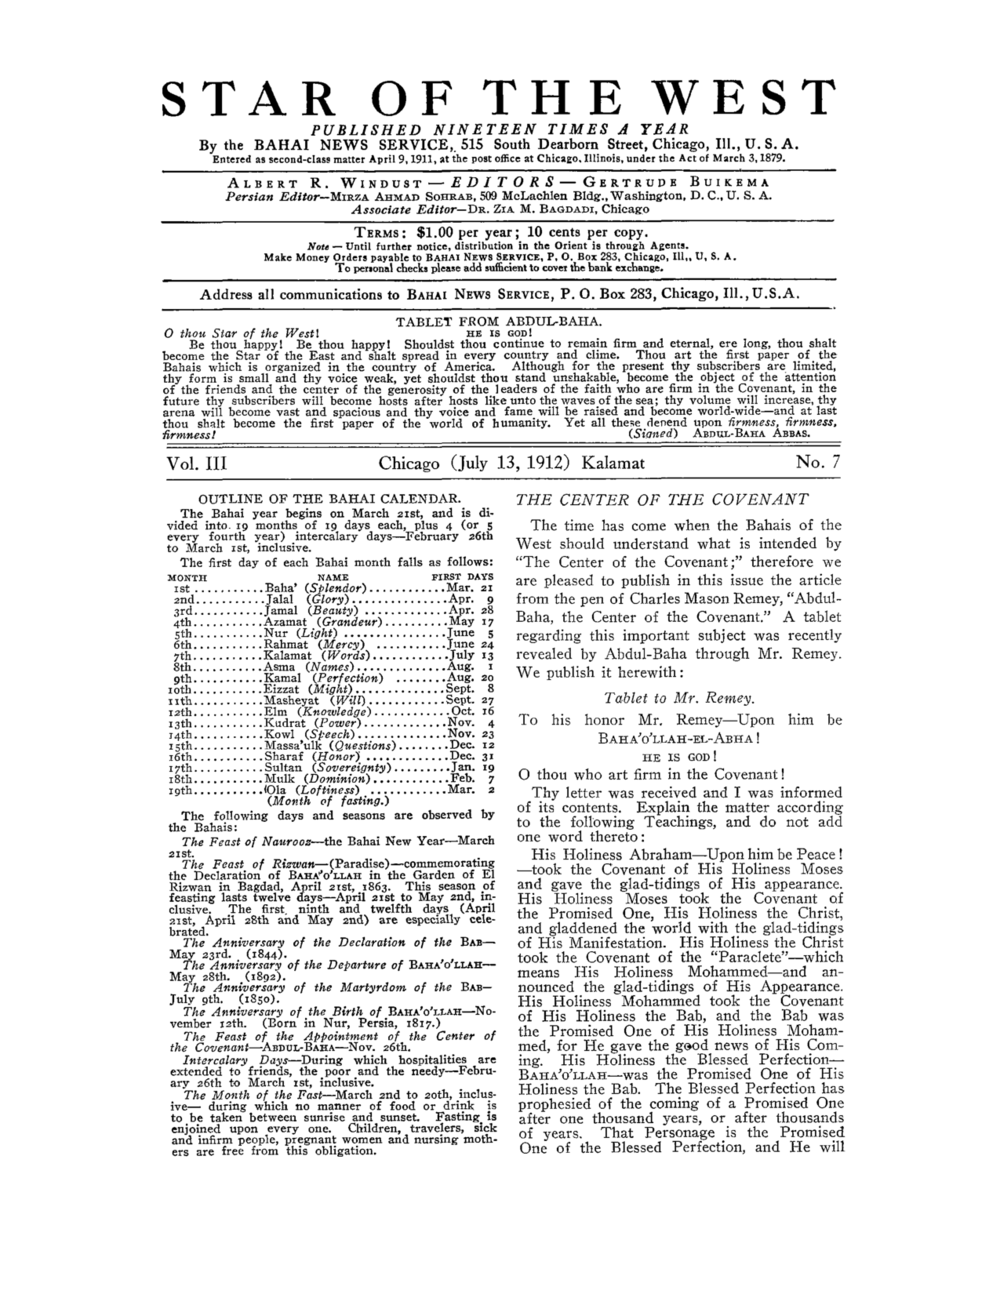 STAR OF THE WEST
PUBLISHED NINETEEN TIMES A YEAR
By the BAHAI NEWS SERVICE, 515 South Dearborn Street, Chicago, Ill., U. S. A.
Entered as second-class matter April 9, 1911, at the post office at Chicago, Illinois, under the Act of March 3, 1879.
ALBERT R. WINDUST — EDITORS — GERTRUDE BUIKEMA
Persian Editor—MIRZA AHMAD SOHRAB, 509 McLachlen Bldg., Washington, D. C., U. S. A.
Associate Editor—DR. ZIA M. BAGDADI, Chicago
TERMS: $1.00 per year; 10 cents per copy.
Note — Until further notice, distribution in the Orient is through Agents.
Make Money Orders payable to BAHAI NEWS SERVICE, P. O. Box 283, Chicago, Ill,, U, S. A.
To personal checks please add sufficient to cover the bank exchange.
Address all communications to BAHAI NEWS SERVICE, P. O. Box 283, Chicago, Ill., U.S.A.
TABLET FROM ABDUL-BAHA.
O thou Star of the West! HE IS GOD!
Be thou happy! Be thou happy! Shouldst thou continue to remain firm and eternal, ere long, thou shalt
become the Star of the East and shalt spread in every country and clime. Thou art the first paper of the
Bahais which is organized in the country of America. Although for the present thy subscribers are limited,
thy form is small and thy voice weak, yet shouldst thou stand unshakable, become the object of the attention
of the friends and the center of the generosity of the leaders of the faith who are firm in the Covenant, in the
future thy subscribers will become hosts after hosts like unto the waves of the sea; thy volume will increase, thy
arena will become vast and spacious and thy voice and fame will be raised and become world-wide—and at last
thou shalt become the first paper of the world of humanity. Yet all these depend upon firmness, firmness,
firmness! (Signed) ABDUL-BAHA ABBAS.
Vol. III Chicago (July 13, 1912) Kalamat No. 7
OUTLINE OF THE BAHAI CALENDAR.
The Bahai year begins on March 21st, and is di-
vided into 19 months of 19 days each, plus 4 (or 5
every fourth year) intercalary days—February 26th
to March 1st, inclusive.
The first day of each Bahai month falls as follows:
MONTH NAME FIRST DAYS
1st...........Baha' (Splendor)............Mar. 21
2nd...........Jalal (Glory)...............Apr. 9
3rd...........Jamal (Beauty) .............Apr. 28
4th...........Azamat (Grandeur)..........May 17
5th...........Nur (Light) ................June 5
6th...........Rahmat (Mercy) ...........June 24
7th...........Kalamat (Words)............July 13
8th...........Asma (Names)...............Aug. 1
9th...........Kamal (Perfection) ........Aug. 20
10th..........Eizzat (Might)..............Sept. 8
11th..........Masheyat (Will)............Sept. 27
12th..........Elm (Knowledge)............Oct. 16
13th..........Kudrat (Power)..............Nov. 4
14th..........Kowl (Speech)..............Nov. 23
15th..........Massa'ulk (Questions)........Dec. 12
16th..........Sharaf (Honor) .............Dec. 31
17th..........Sultan (Sovereignty).........Jan. 19
18th..........Mulk (Dominion)............Feb. 7
19th..........Ola (Loftiness) ............Mar. 2
(Month of fasting.)
The following days and seasons are observed by
the Bahais:
The Feast of Naurooz—the Bahai New Year—March
21st.
The Feast of Rizwan—(Paradise)—commemorating
the Declaration of BAHA'O'LLAH in the Garden of El
Rizwan in Bagdad, April 21st, 1863. This season of
feasting lasts twelve days—April 21st to May 2nd, in-
clusive. The first, ninth and twelfth days (April
21st, April 28th and May 2nd) are especially cele-
brated.
The Anniversary of the Declaration of the BAB—
May 23rd. (1844).
The Anniversary of the Departure of BAHA'O'LLAH—
May 28th. (1892).
The Anniversary of the Martyrdom of the BAB—
July 9th. (1850).
The Anniversary of the Birth of BAHA'O'LLAH—No-
vember 12th. (Born in Nur, Persia, 1817.)
The Feast of the Appointment of the Center of
the Covenant—ABDUL-BAHA—Nov. 26th.
Intercalary Days—During which hospitalities are
extended to friends, the poor and the needy—Febru-
ary 26th to March 1st, inclusive.
The Month of the Fast—March 2nd to 20th, inclus-
ive— during which no manner of food or drink is
to be taken between sunrise and sunset. Fasting is
enjoined upon every one. Children, travelers, sick
and infirm people, pregnant women and nursing moth-
ers are free from this obligation.
THE CENTER OF THE COVENANT
The time has come when the Bahais of the
West should understand what is intended by
"The Center of the Covenant;" therefore we
are pleased to publish in this issue the article
from the pen of Charles Mason Remey, "Abdul-
Baha, the Center of the Covenant." A tablet
regarding this important subject was recently
revealed by Abdul-Baha through Mr. Remey.
We publish it herewith:
Tablet to Mr. Remey.
To his honor Mr. Remey—Upon him be
BAHA'O'LLAH-EL-ABHA!
HE IS GOD!
O thou who art firm in the Covenant!
Thy letter was received and I was informed
of its contents. Explain the matter according
to the following Teachings, and do not add
one word thereto:
His Holiness Abraham—Upon him be Peace!
—took the Covenant of His Holiness Moses
and gave the glad-tidings of His appearance.
His Holiness Moses took the Covenant of
the Promised One, His Holiness the Christ,
and gladdened the world with the glad-tidings
of His Manifestation. His Holiness the Christ
took the Covenant of the "Paraclete"—which
means His Holiness Mohammed—and an-
nounced the glad-tidings of His Appearance.
His Holiness Mohammed took the Covenant
of His Holiness the Bab, and the Bab was
the Promised One of His Holiness Moham-
med, for He gave the good news of His Com-
ing. His Holiness the Blessed Perfection—
BAHA'O'LLAH—was the Promised One of His
Holiness the Bab. The Blessed Perfection has
prophesied of the coming of a Promised One
after one thousand years, or after thousands
of years. That Personage is the Promised
One of the Blessed Perfection, and He will